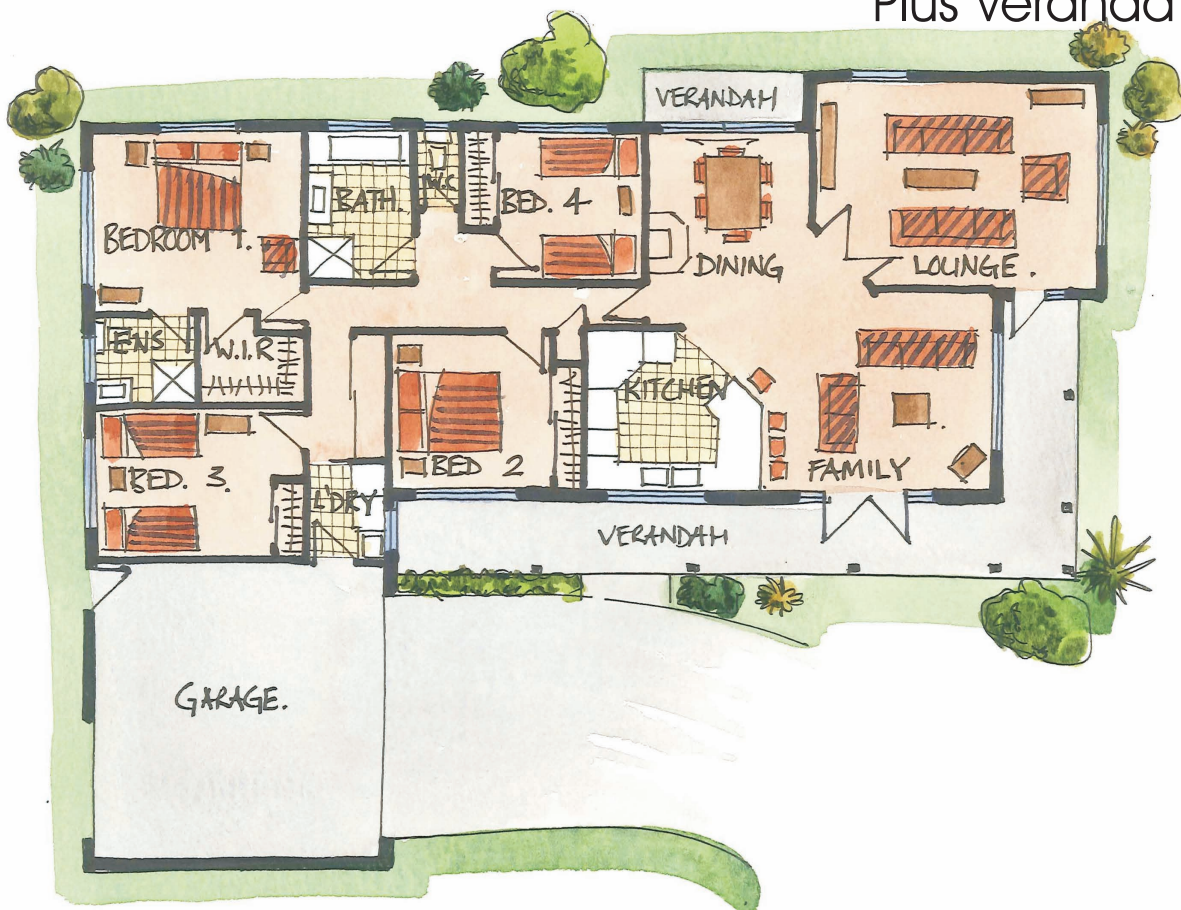 Plus Veranda
VERANDAH
BATH.
W.C
BED. 4
BEDROOM 1.
DINING
LOUNGE.
ENS
W.I.R
KITCHEN
BED. 3.
BED 2
FAMILY
L'DRY
VERANDAH
GARAGE.